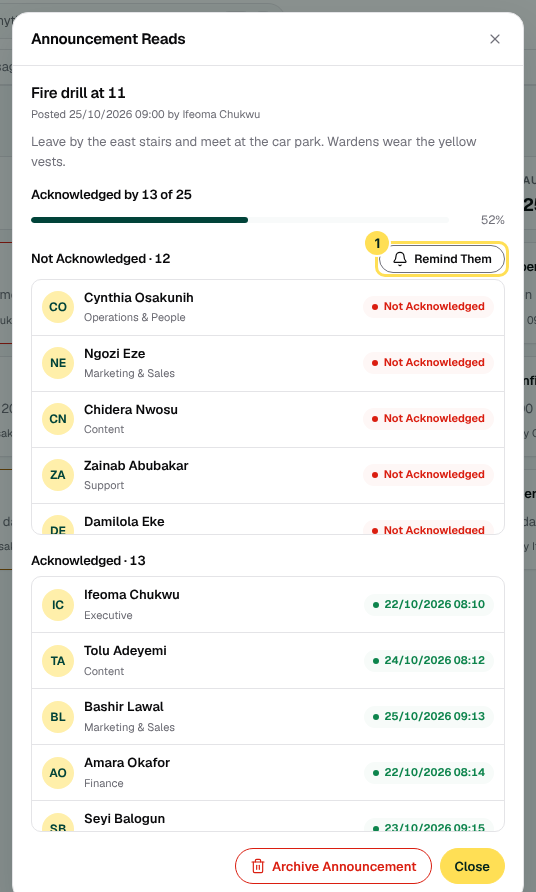 Announcement Reads
Fire drill at 11
Posted 25/10/2026 09:00 by Ifeoma Chukwu
Leave by the east stairs and meet at the car park. Wardens wear the yellow
vests.
Acknowledged by 13 of 25
52%
1
Not Acknowledged · 12
Remind Them
CO
Cynthia Osakunih
Operations & People
Not Acknowledged
NE
Ngozi Eze
Marketing & Sales
Not Acknowledged
CN
Chidera Nwosu
Content
Not Acknowledged
ZA
Zainab Abubakar
Support
Not Acknowledged
DE
Damilola Eke
Not Acknowledged
Acknowledged · 13
IC
Ifeoma Chukwu
Executive
22/10/2026 08:10
TA
Tolu Adeyemi
Content
24/10/2026 08:12
BL
Bashir Lawal
Marketing & Sales
25/10/2026 09:13
AO
Amara Okafor
Finance
22/10/2026 08:14
SB
Seyi Balogun
23/10/2026 09:15
Archive Announcement
Close